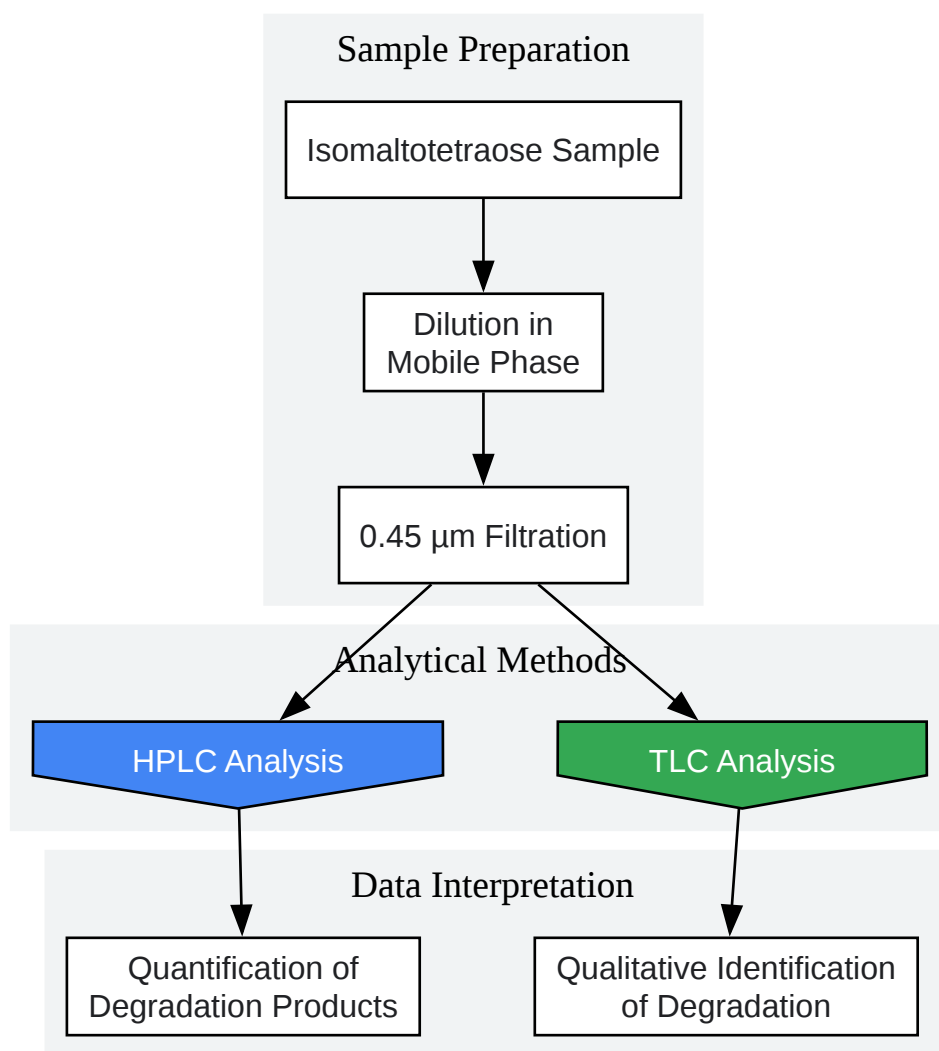 Sample Preparation
Isomaltotetraose Sample
Dilution in
Mobile Phase
0.45 µm Filtration
Analytical Methods
HPLC Analysis
TLC Analysis
Data Interpretation
Quantification of
Degradation Products
Qualitative Identification
of Degradation